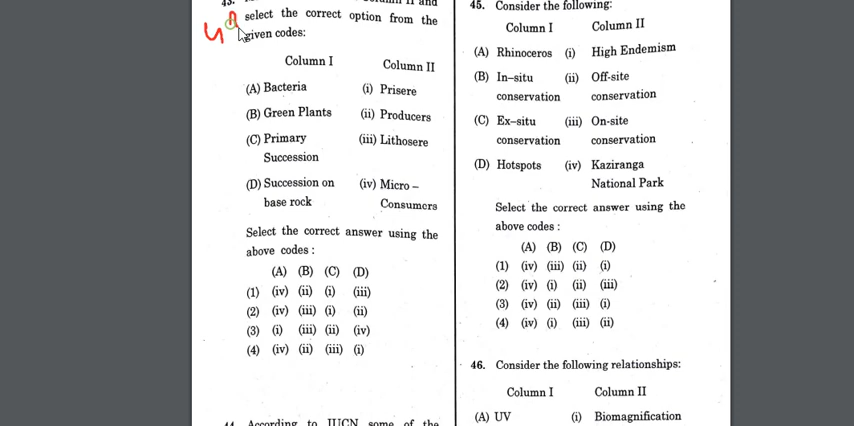 43.
II and
select the correct option from the
given codes:
Column I Column II
(A) Bacteria (i) Prisere
(B) Green Plants (ii) Producers
(C) Primary (iii) Lithosere
Succession
(D) Succession on (iv) Micro –
base rock Consumers
Select the correct answer using the
above codes :
(A) (B) (C) (D)
(1) (iv) (ii) (i) (iii)
(2) (iv) (iii) (i) (ii)
(3) (i) (iii) (ii) (iv)
(4) (iv) (ii) (iii) (i)
44. According to IUCN some of the
45. Consider the following:
Column I Column II
(A) Rhinoceros (i) High Endemism
(B) In–situ (ii) Off-site
conservation conservation
(C) Ex–situ (iii) On-site
conservation conservation
(D) Hotspots (iv) Kaziranga
National Park
Select the correct answer using the
above codes :
(A) (B) (C) (D)
(1) (iv) (iii) (ii) (i)
(2) (iv) (i) (ii) (iii)
(3) (iv) (ii) (iii) (i)
(4) (iv) (i) (iii) (ii)
46. Consider the following relationships:
Column I Column II
(A) UV (i) Biomagnification